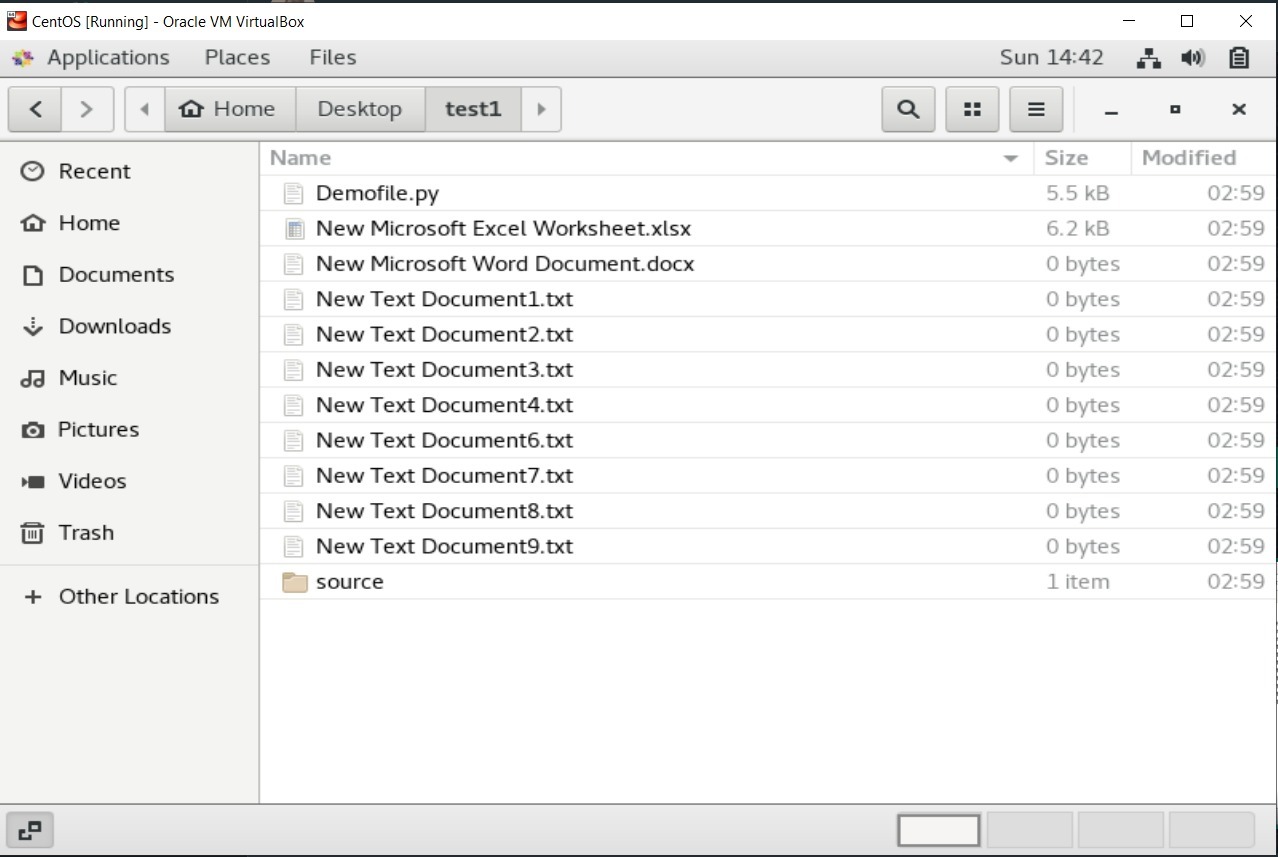 CentOS [Running] - Oracle VM VirtualBox
Applications Places Files Sun 14:42
Home Desktop test1
Recent
Home
Documents
Downloads
Music
Pictures
Videos
Trash
Other Locations
Name Size Modified
Demofile.py 5.5 kB 02:59
New Microsoft Excel Worksheet.xlsx 6.2 kB 02:59
New Microsoft Word Document.docx 0 bytes 02:59
New Text Document1.txt 0 bytes 02:59
New Text Document2.txt 0 bytes 02:59
New Text Document3.txt 0 bytes 02:59
New Text Document4.txt 0 bytes 02:59
New Text Document6.txt 0 bytes 02:59
New Text Document7.txt 0 bytes 02:59
New Text Document8.txt 0 bytes 02:59
New Text Document9.txt 0 bytes 02:59
source 1 item 02:59